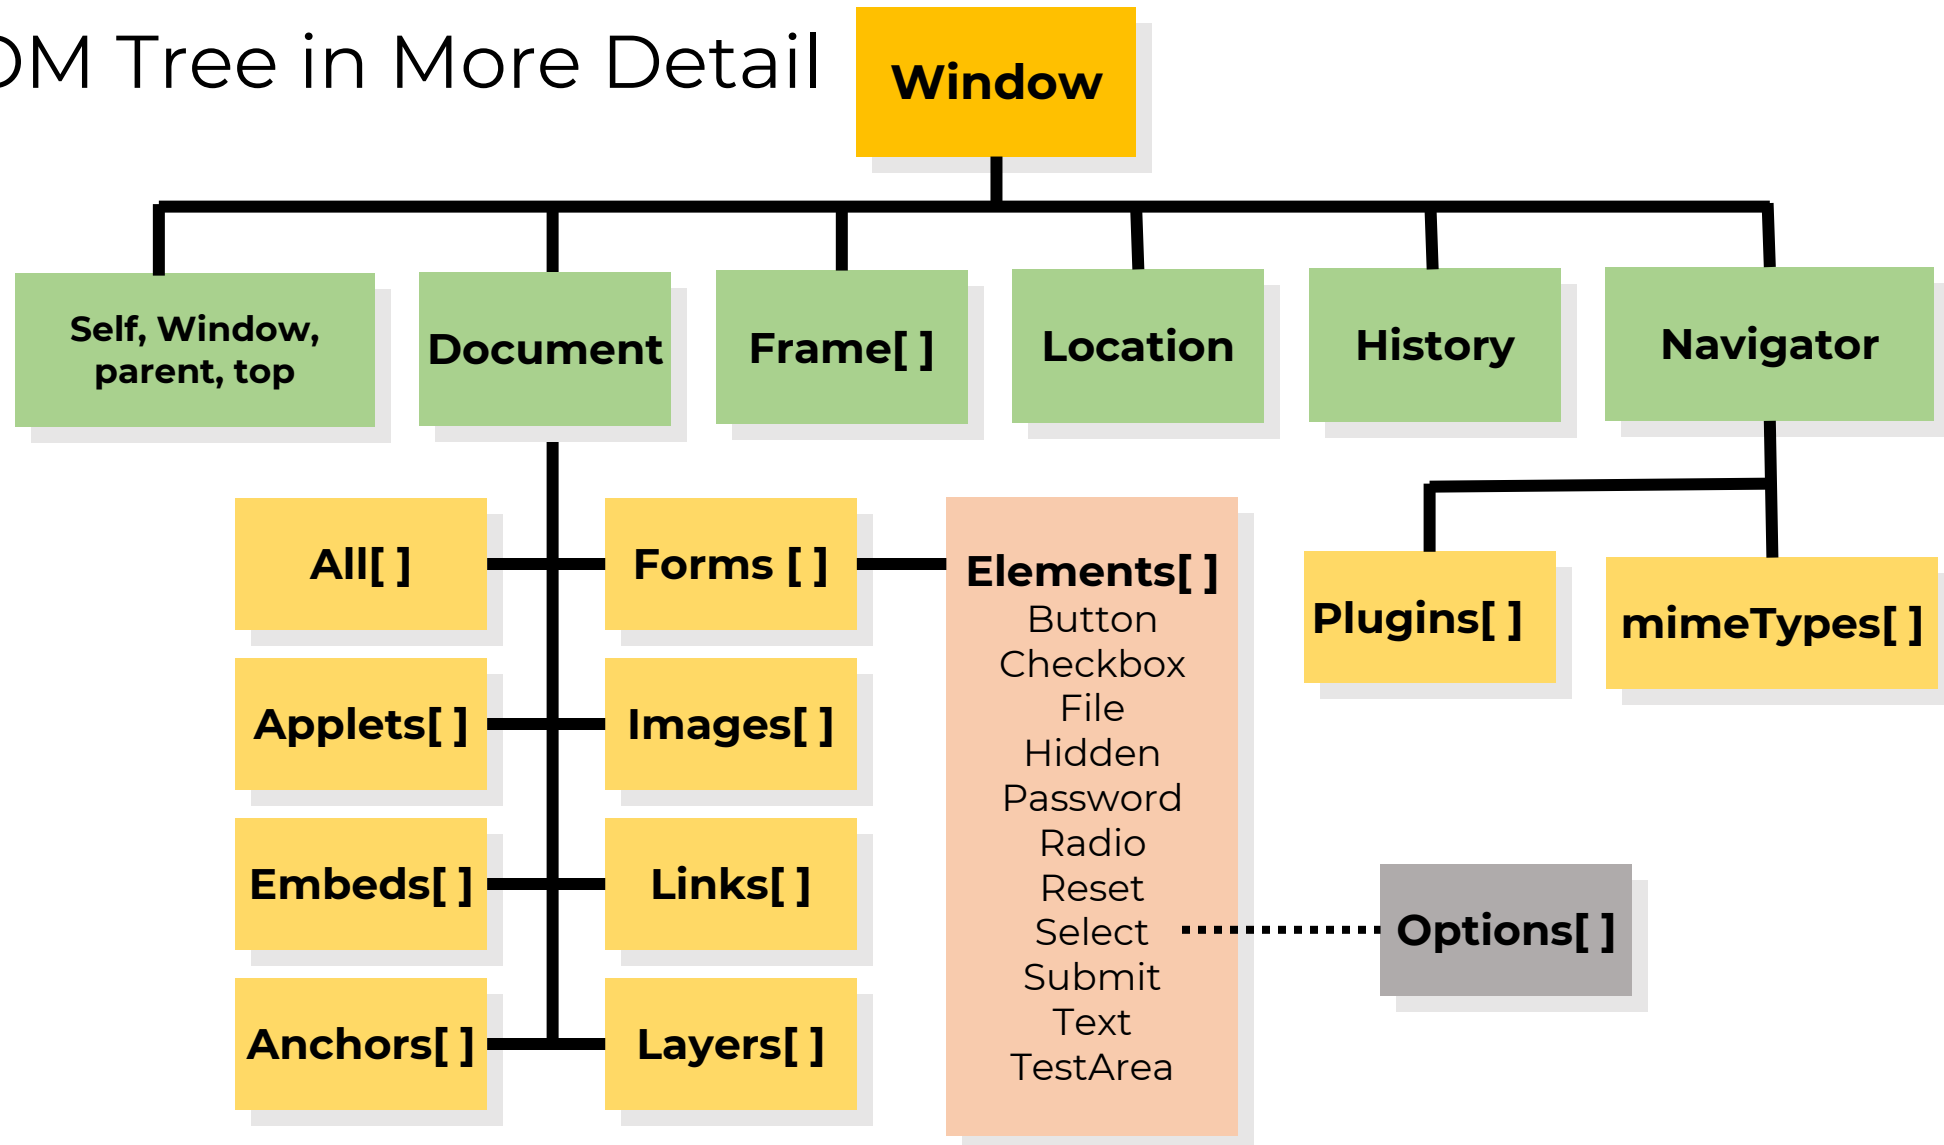 OM Tree in More Detail
Window
Self, Window,
parent, top
Document
Frame[ ]
Location
History
Navigator
All[ ]
Forms [ ]
Applets[ ]
Images[ ]
Embeds[ ]
Links[ ]
Anchors[ ]
Layers[ ]
Elements[ ]
Button
Checkbox
File
Hidden
Password
Radio
Reset
Select
Submit
Text
TestArea
Plugins[ ]
mimeTypes[ ]
Options[ ]